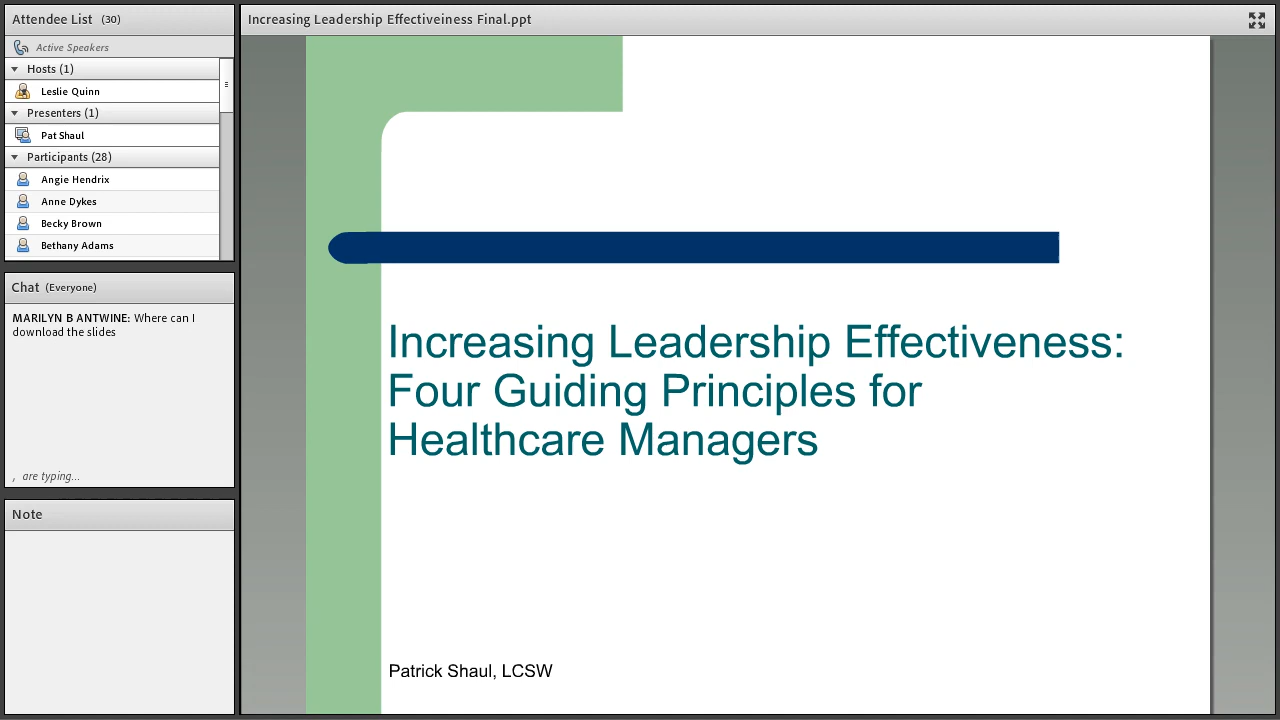 Attendee List (30)
Active Speakers
Hosts (1)
Leslie Quinn
Presenters (1)
Pat Shaul
Participants (28)
Angie Hendrix
Anne Dykes
Becky Brown
Bethany Adams
Chat (Everyone)
MARILYN B ANTWINE: Where can I
download the slides
, are typing...
Note
Increasing Leadership Effectiveiness Final.ppt
Increasing Leadership Effectiveness:
Four Guiding Principles for
Healthcare Managers
Patrick Shaul, LCSW